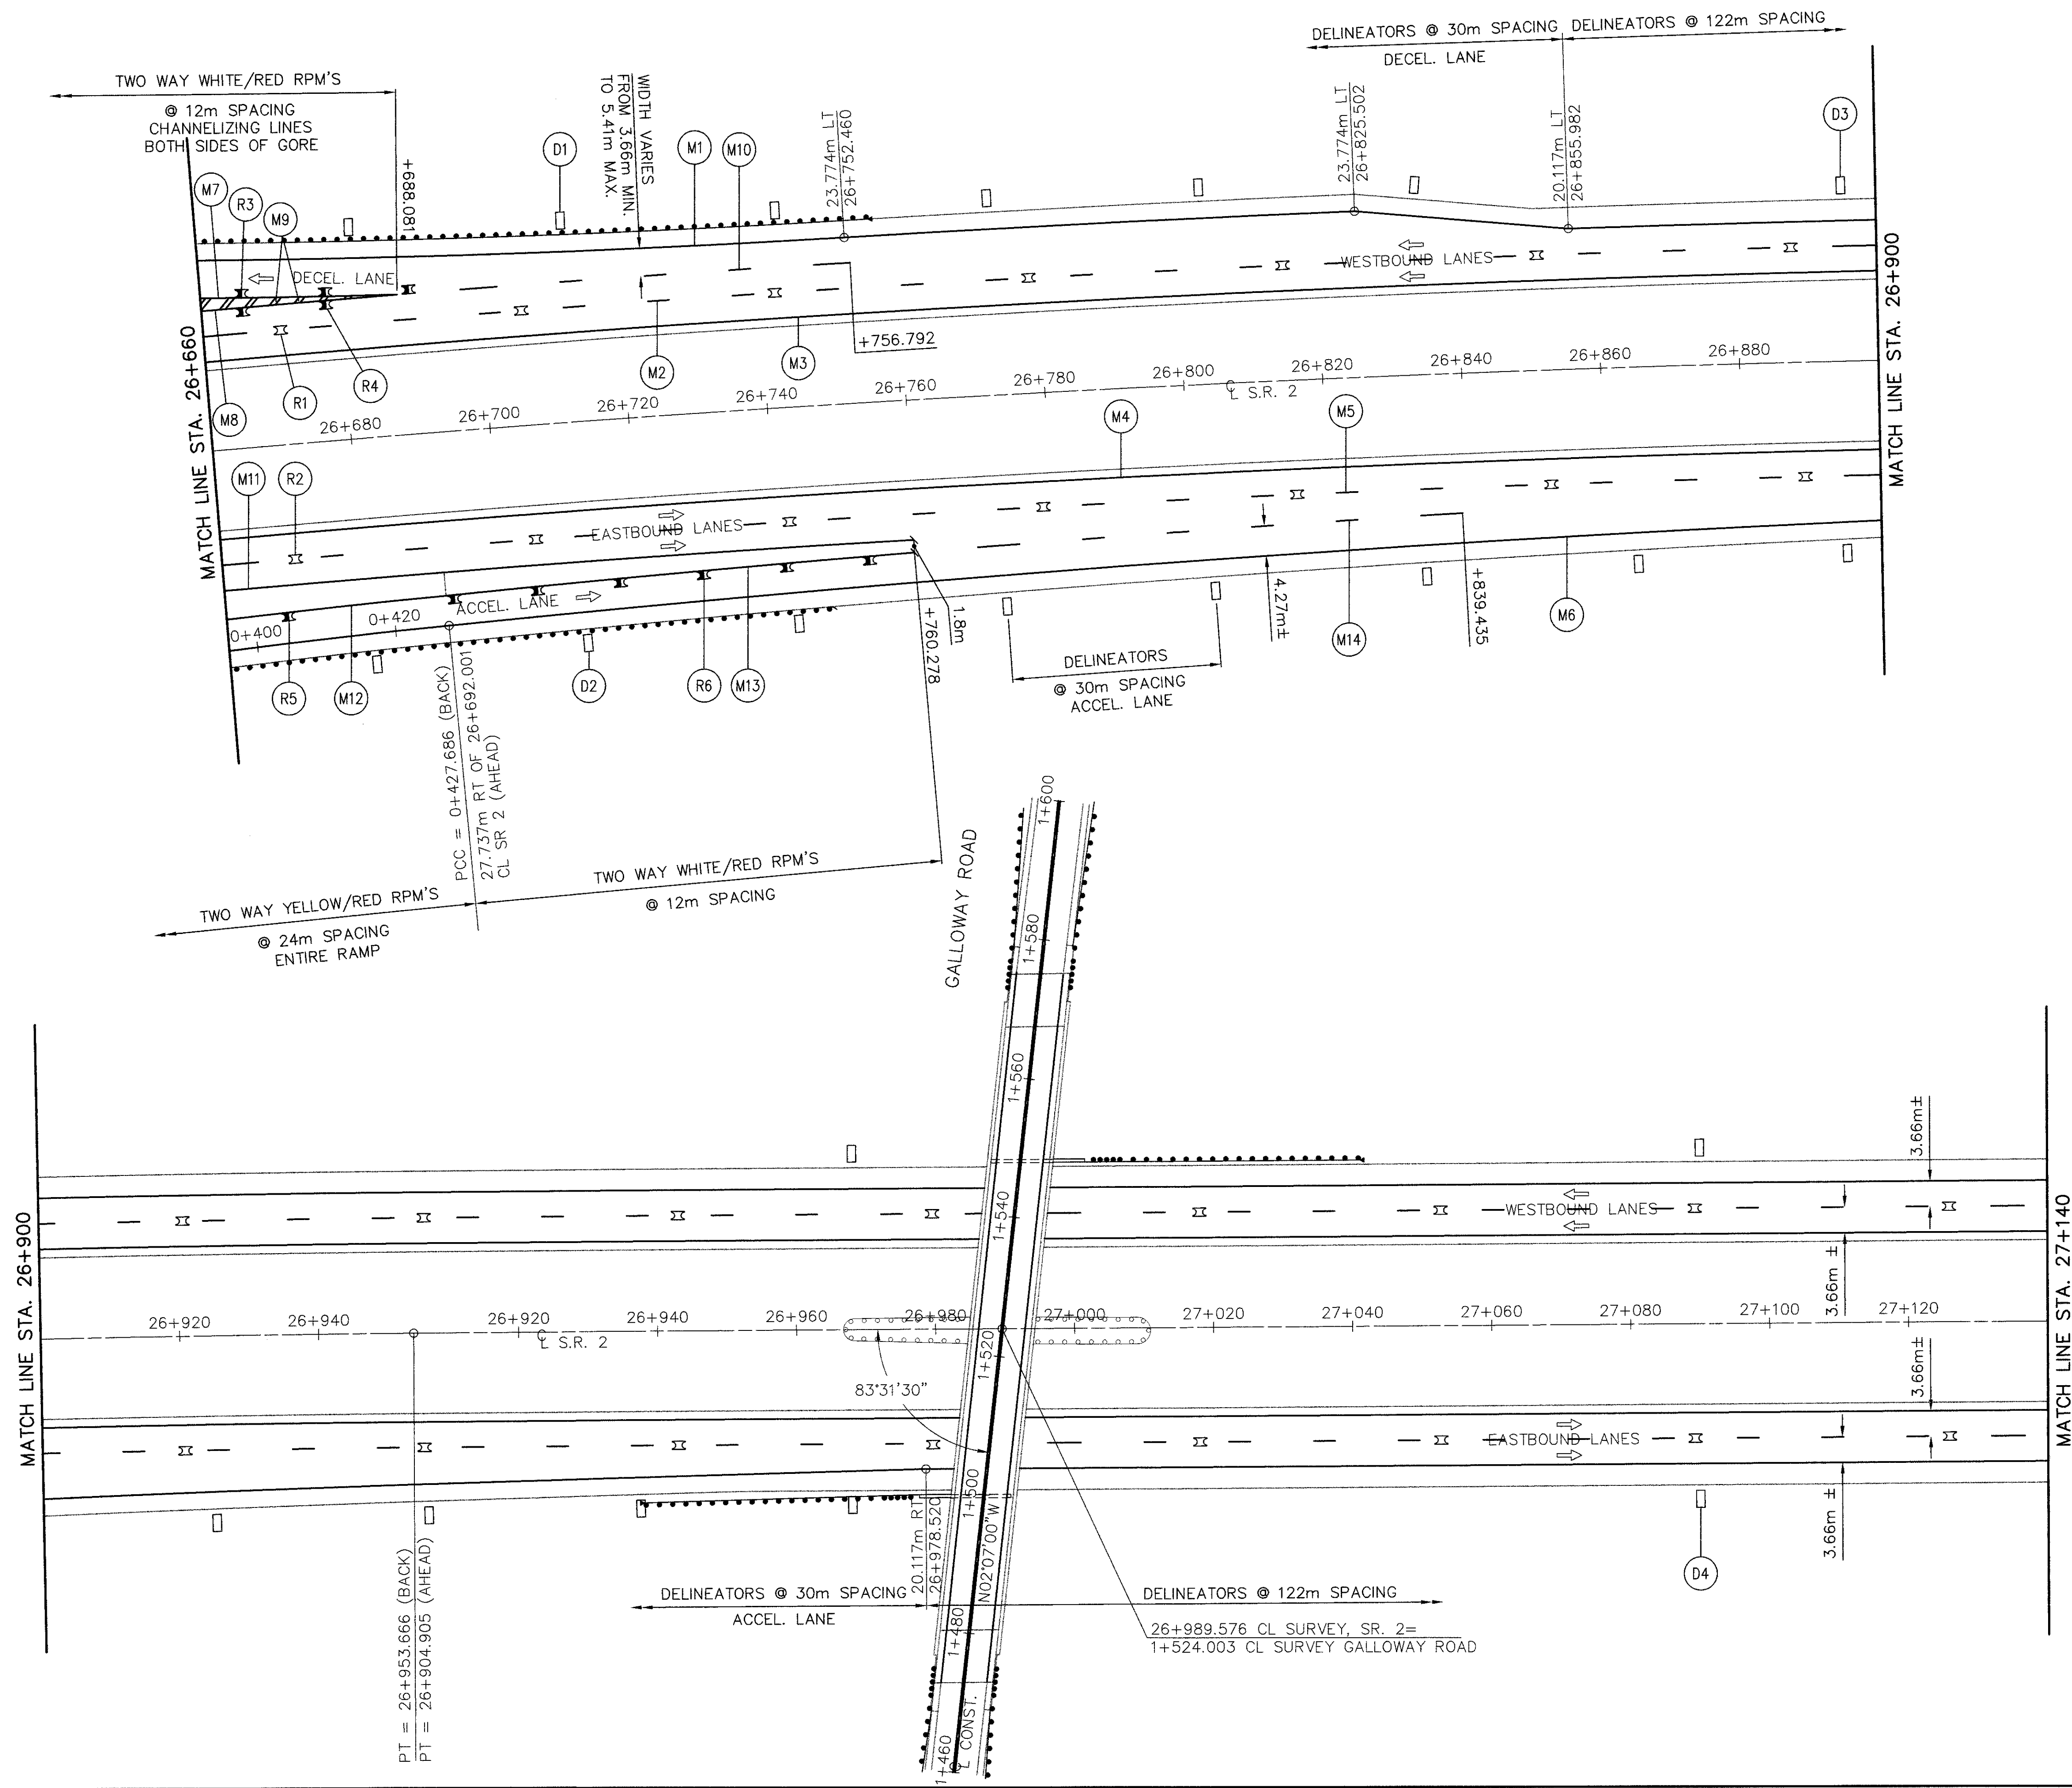 DELINEATORS @ 30m SPACING
DELINEATORS @ 122m SPACING
DECEL. LANE
TWO WAY WHITE/RED RPM'S
@ 12m SPACING
CHANNELIZING LINES
BOTH SIDES OF GORE
+688.081
D1
WIDTH VARIES
FROM 3.66m MIN.
TO 5.41m MAX.
M1
M10
23.774m LT
26+752.460
23.774m LT
26+825.502
20.117m LT
26+855.982
D3
M7
R3
M9
DECEL. LANE
WESTBOUND LANES
MATCH LINE STA. 26+660
MATCH LINE STA. 26+900
M8
R1
R4
M2
M3
+756.792
26+680
26+700
26+720
26+740
26+760
26+780
26+800
℄ S.R. 2
26+820
26+840
26+860
26+880
M11
R2
M4
M5
EASTBOUND LANES
ACCEL. LANE
0+400
0+420
R5
M12
D2
R6
M13
1.8m
+760.278
4.27m±
M14
+839.435
M6
DELINEATORS
@ 30m SPACING
ACCEL. LANE
PCC = 0+427.686 (BACK)
27.737m RT OF 26+692.001
CL SR 2 (AHEAD)
TWO WAY YELLOW/RED RPM'S
@ 24m SPACING
ENTIRE RAMP
TWO WAY WHITE/RED RPM'S
@ 12m SPACING
GALLOWAY ROAD
1+600
1+580
1+560
1+540
1+520
1+500
1+480
1+460
℄ CONST.
N02°07'00"W
MATCH LINE STA. 26+900
MATCH LINE STA. 27+140
WESTBOUND LANES
3.66m±
3.66m ±
26+920
26+940
26+920
℄ S.R. 2
26+940
26+960
26+980
27+000
27+020
27+040
27+060
27+080
27+100
27+120
83°31'30"
EASTBOUND LANES
3.66m±
3.66m ±
PT = 26+953.666 (BACK)
PT = 26+904.905 (AHEAD)
20.117m RT
26+978.520
D4
DELINEATORS @ 30m SPACING
ACCEL. LANE
DELINEATORS @ 122m SPACING
26+989.576 CL SURVEY, SR. 2=
1+524.003 CL SURVEY GALLOWAY ROAD